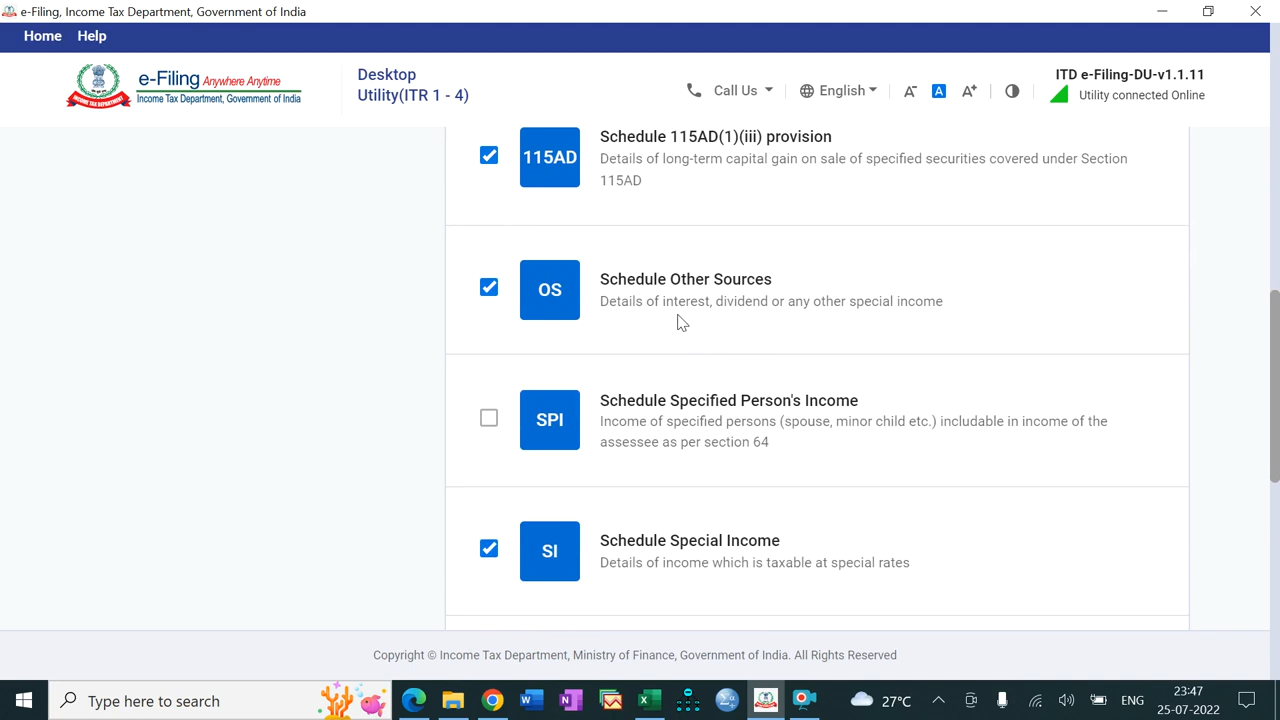 e-Filing, Income Tax Department, Government of India
Home Help
e-Filing Anywhere Anytime
Income Tax Department, Government of India
Desktop
Utility(ITR 1 - 4)
Call Us English A- A A+
ITD e-Filing-DU-v1.1.11
Utility connected Online
115AD
Schedule 115AD(1)(iii) provision
Details of long-term capital gain on sale of specified securities covered under Section
115AD
OS
Schedule Other Sources
Details of interest, dividend or any other special income
SPI
Schedule Specified Person's Income
Income of specified persons (spouse, minor child etc.) includable in income of the
assessee as per section 64
SI
Schedule Special Income
Details of income which is taxable at special rates
Copyright © Income Tax Department, Ministry of Finance, Government of India. All Rights Reserved
Type here to search
27°C
ENG
23:47
25-07-2022